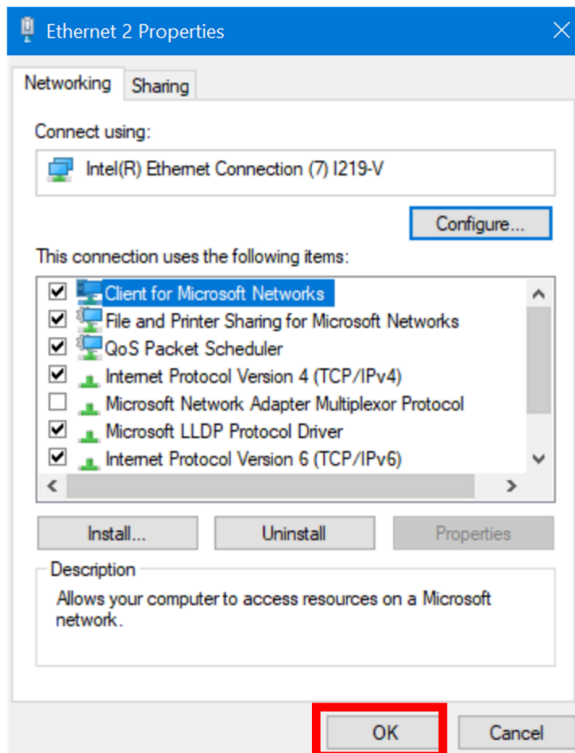 Ethernet 2 Properties
Networking
Sharing
Connect using:
Intel(R) Ethernet Connection (7) I219-V
Configure...
This connection uses the following items:
Client for Microsoft Networks
File and Printer Sharing for Microsoft Networks
QoS Packet Scheduler
Internet Protocol Version 4 (TCP/IPv4)
Microsoft Network Adapter Multiplexor Protocol
Microsoft LLDP Protocol Driver
Internet Protocol Version 6 (TCP/IPv6)
Install...
Uninstall
Properties
Description
Allows your computer to access resources on a Microsoft
network.
OK
Cancel